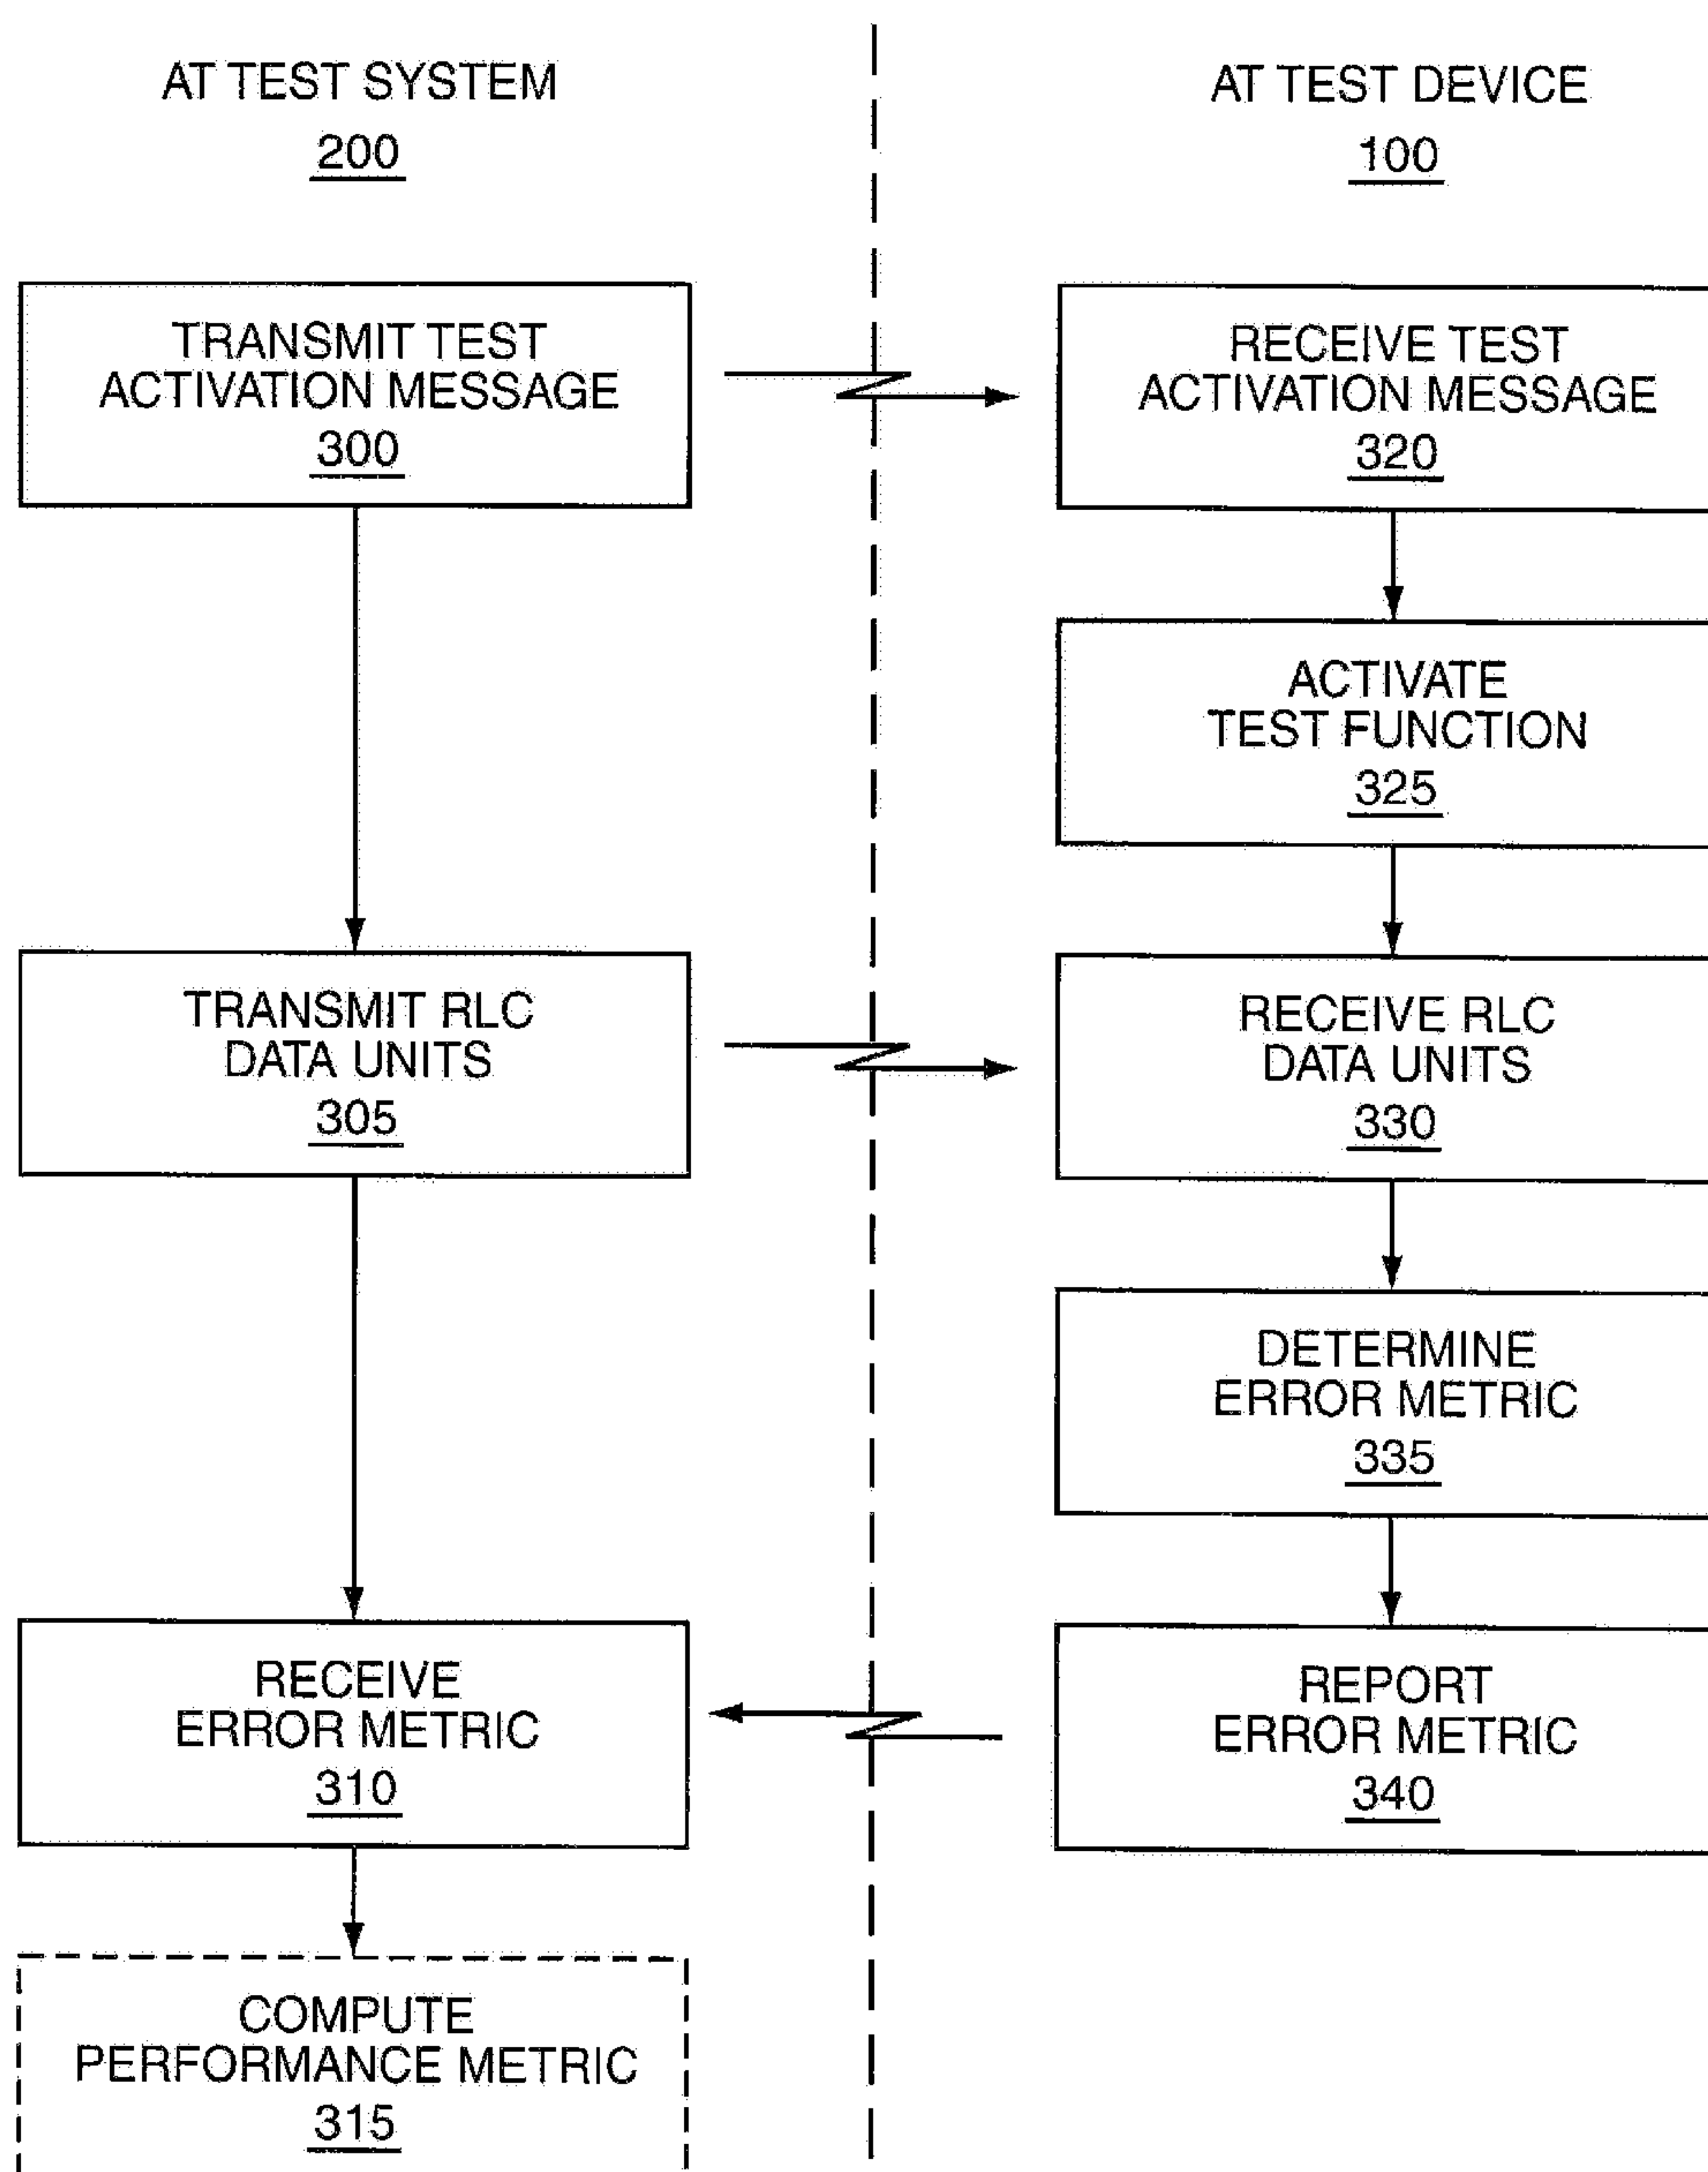 AT TEST SYSTEM
200
AT TEST DEVICE
100
TRANSMIT TEST
ACTIVATION MESSAGE
300
RECEIVE TEST
ACTIVATION MESSAGE
320
ACTIVATE
TEST FUNCTION
325
TRANSMIT RLC
DATA UNITS
305
RECEIVE RLC
DATA UNITS
330
DETERMINE
ERROR METRIC
335
RECEIVE
ERROR METRIC
310
REPORT
ERROR METRIC
340
COMPUTE
PERFORMANCE METRIC
315